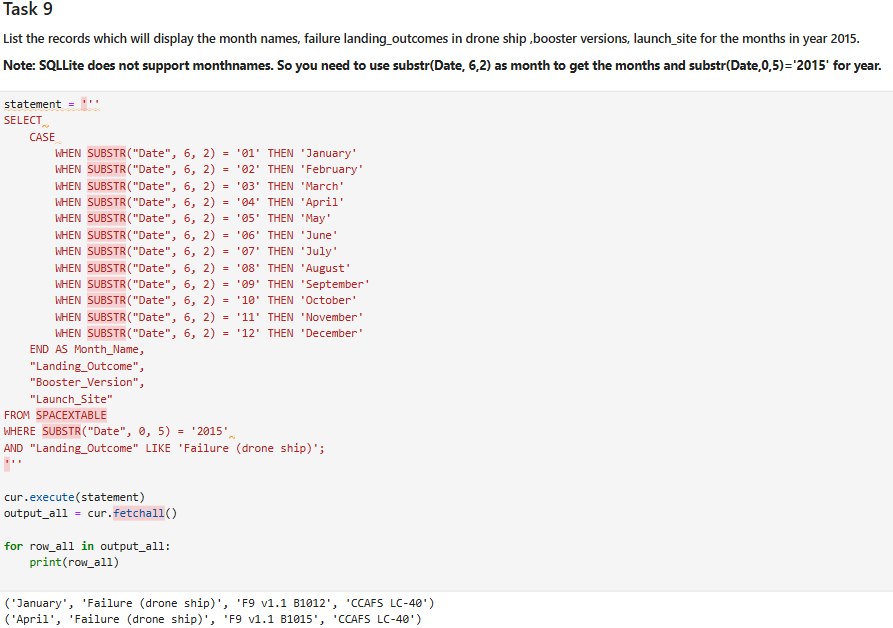 Task 9
List the records which will display the month names, failure landing_outcomes in drone ship ,booster versions, launch_site for the months in year 2015.
Note: SQLLite does not support monthnames. So you need to use substr(Date, 6,2) as month to get the months and substr(Date,0,5)='2015' for year.
statement = '''
SELECT
    CASE
        WHEN SUBSTR("Date", 6, 2) = '01' THEN 'January'
        WHEN SUBSTR("Date", 6, 2) = '02' THEN 'February'
        WHEN SUBSTR("Date", 6, 2) = '03' THEN 'March'
        WHEN SUBSTR("Date", 6, 2) = '04' THEN 'April'
        WHEN SUBSTR("Date", 6, 2) = '05' THEN 'May'
        WHEN SUBSTR("Date", 6, 2) = '06' THEN 'June'
        WHEN SUBSTR("Date", 6, 2) = '07' THEN 'July'
        WHEN SUBSTR("Date", 6, 2) = '08' THEN 'August'
        WHEN SUBSTR("Date", 6, 2) = '09' THEN 'September'
        WHEN SUBSTR("Date", 6, 2) = '10' THEN 'October'
        WHEN SUBSTR("Date", 6, 2) = '11' THEN 'November'
        WHEN SUBSTR("Date", 6, 2) = '12' THEN 'December'
    END AS Month_Name,
    "Landing_Outcome",
    "Booster_Version",
    "Launch_Site"
FROM SPACEXTABLE
WHERE SUBSTR("Date", 0, 5) = '2015'
AND "Landing_Outcome" LIKE 'Failure (drone ship)';
'''
cur.execute(statement)
output_all = cur.fetchall()
for row_all in output_all:
    print(row_all)
('January', 'Failure (drone ship)', 'F9 v1.1 B1012', 'CCAFS LC-40')
('April', 'Failure (drone ship)', 'F9 v1.1 B1015', 'CCAFS LC-40')